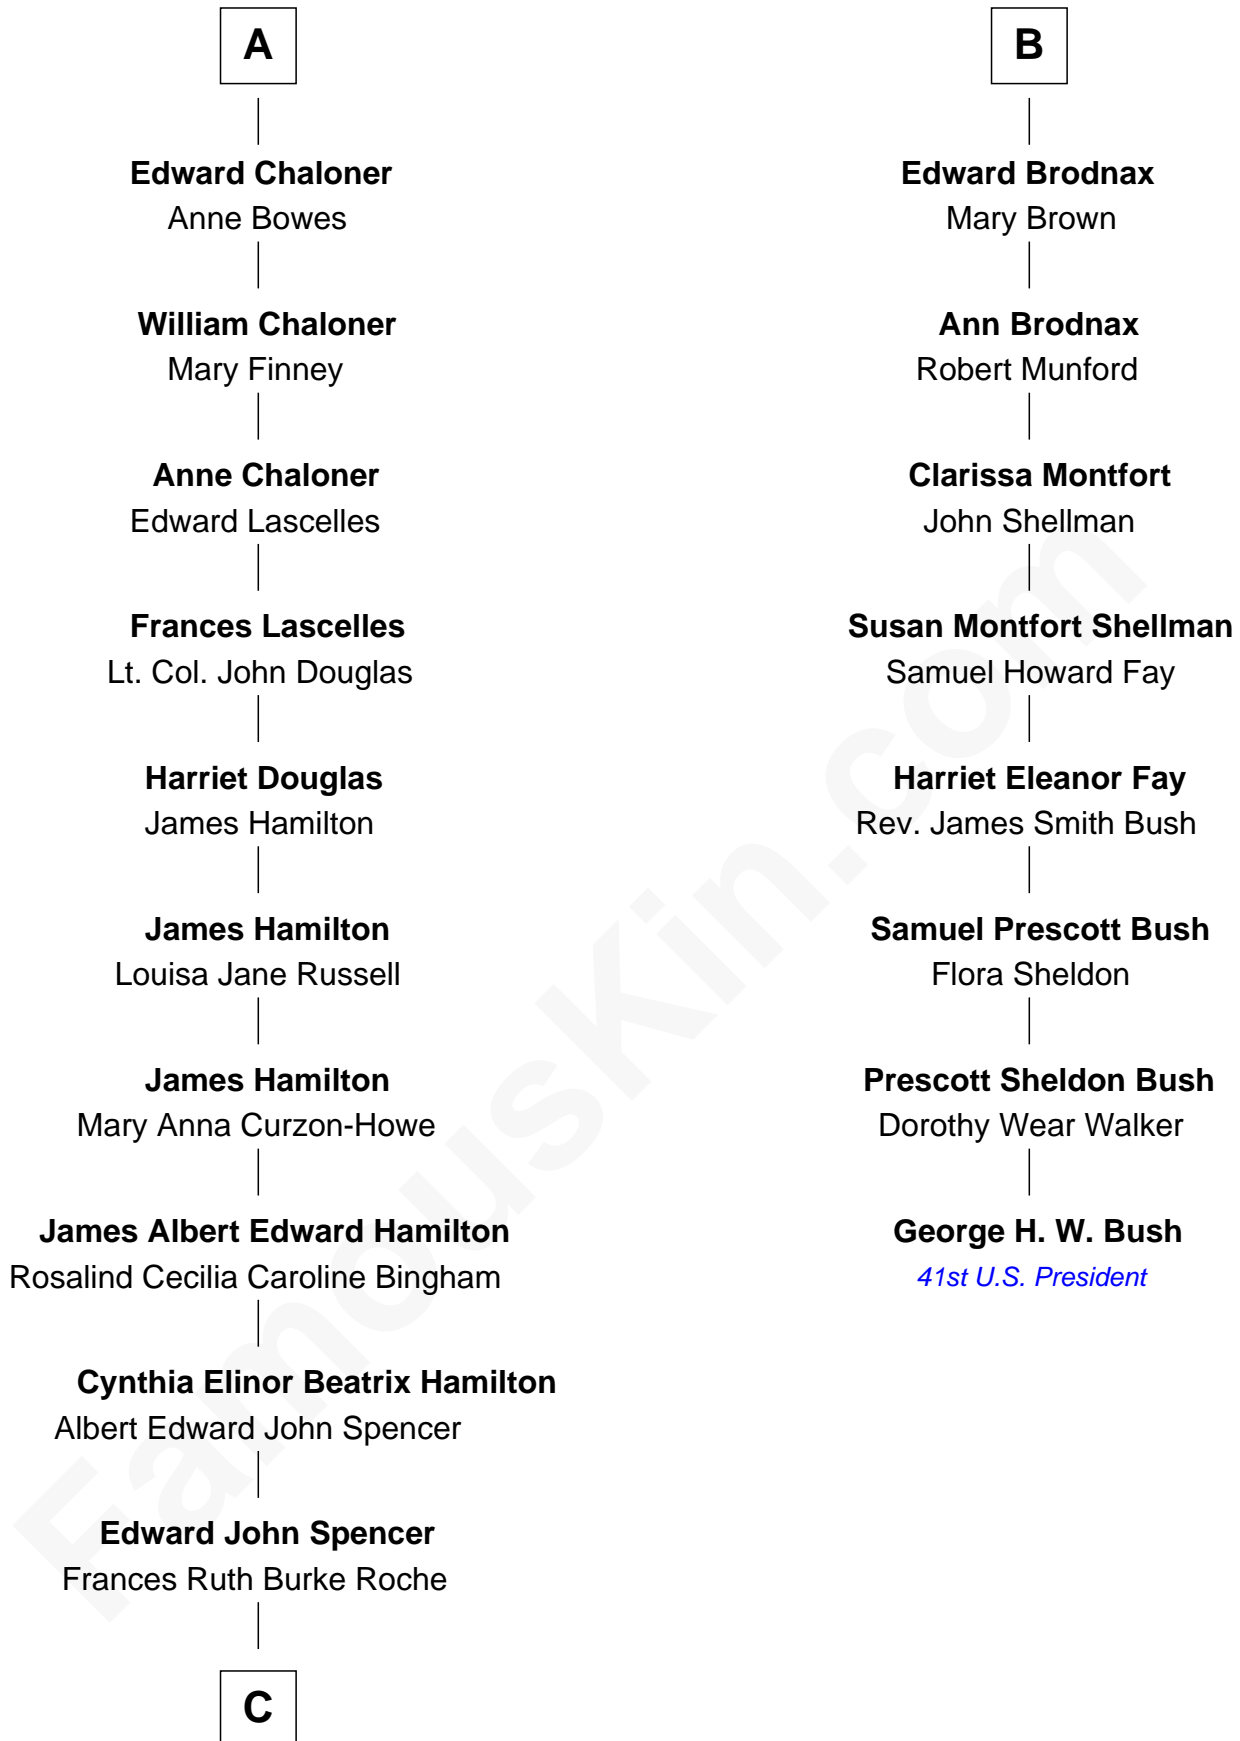 A
Edward Chaloner
Anne Bowes
William Chaloner
Mary Finney
Anne Chaloner
Edward Lascelles
Frances Lascelles
Lt. Col. John Douglas
Harriet Douglas
James Hamilton
James Hamilton
Louisa Jane Russell
James Hamilton
Mary Anna Curzon-Howe
James Albert Edward Hamilton
Rosalind Cecilia Caroline Bingham
Cynthia Elinor Beatrix Hamilton
Albert Edward John Spencer
Edward John Spencer
Frances Ruth Burke Roche
C
B
Edward Brodnax
Mary Brown
Ann Brodnax
Robert Munford
Clarissa Montfort
John Shellman
Susan Montfort Shellman
Samuel Howard Fay
Harriet Eleanor Fay
Rev. James Smith Bush
Samuel Prescott Bush
Flora Sheldon
Prescott Sheldon Bush
Dorothy Wear Walker
George H. W. Bush
41st U.S. President
FamousKin.com